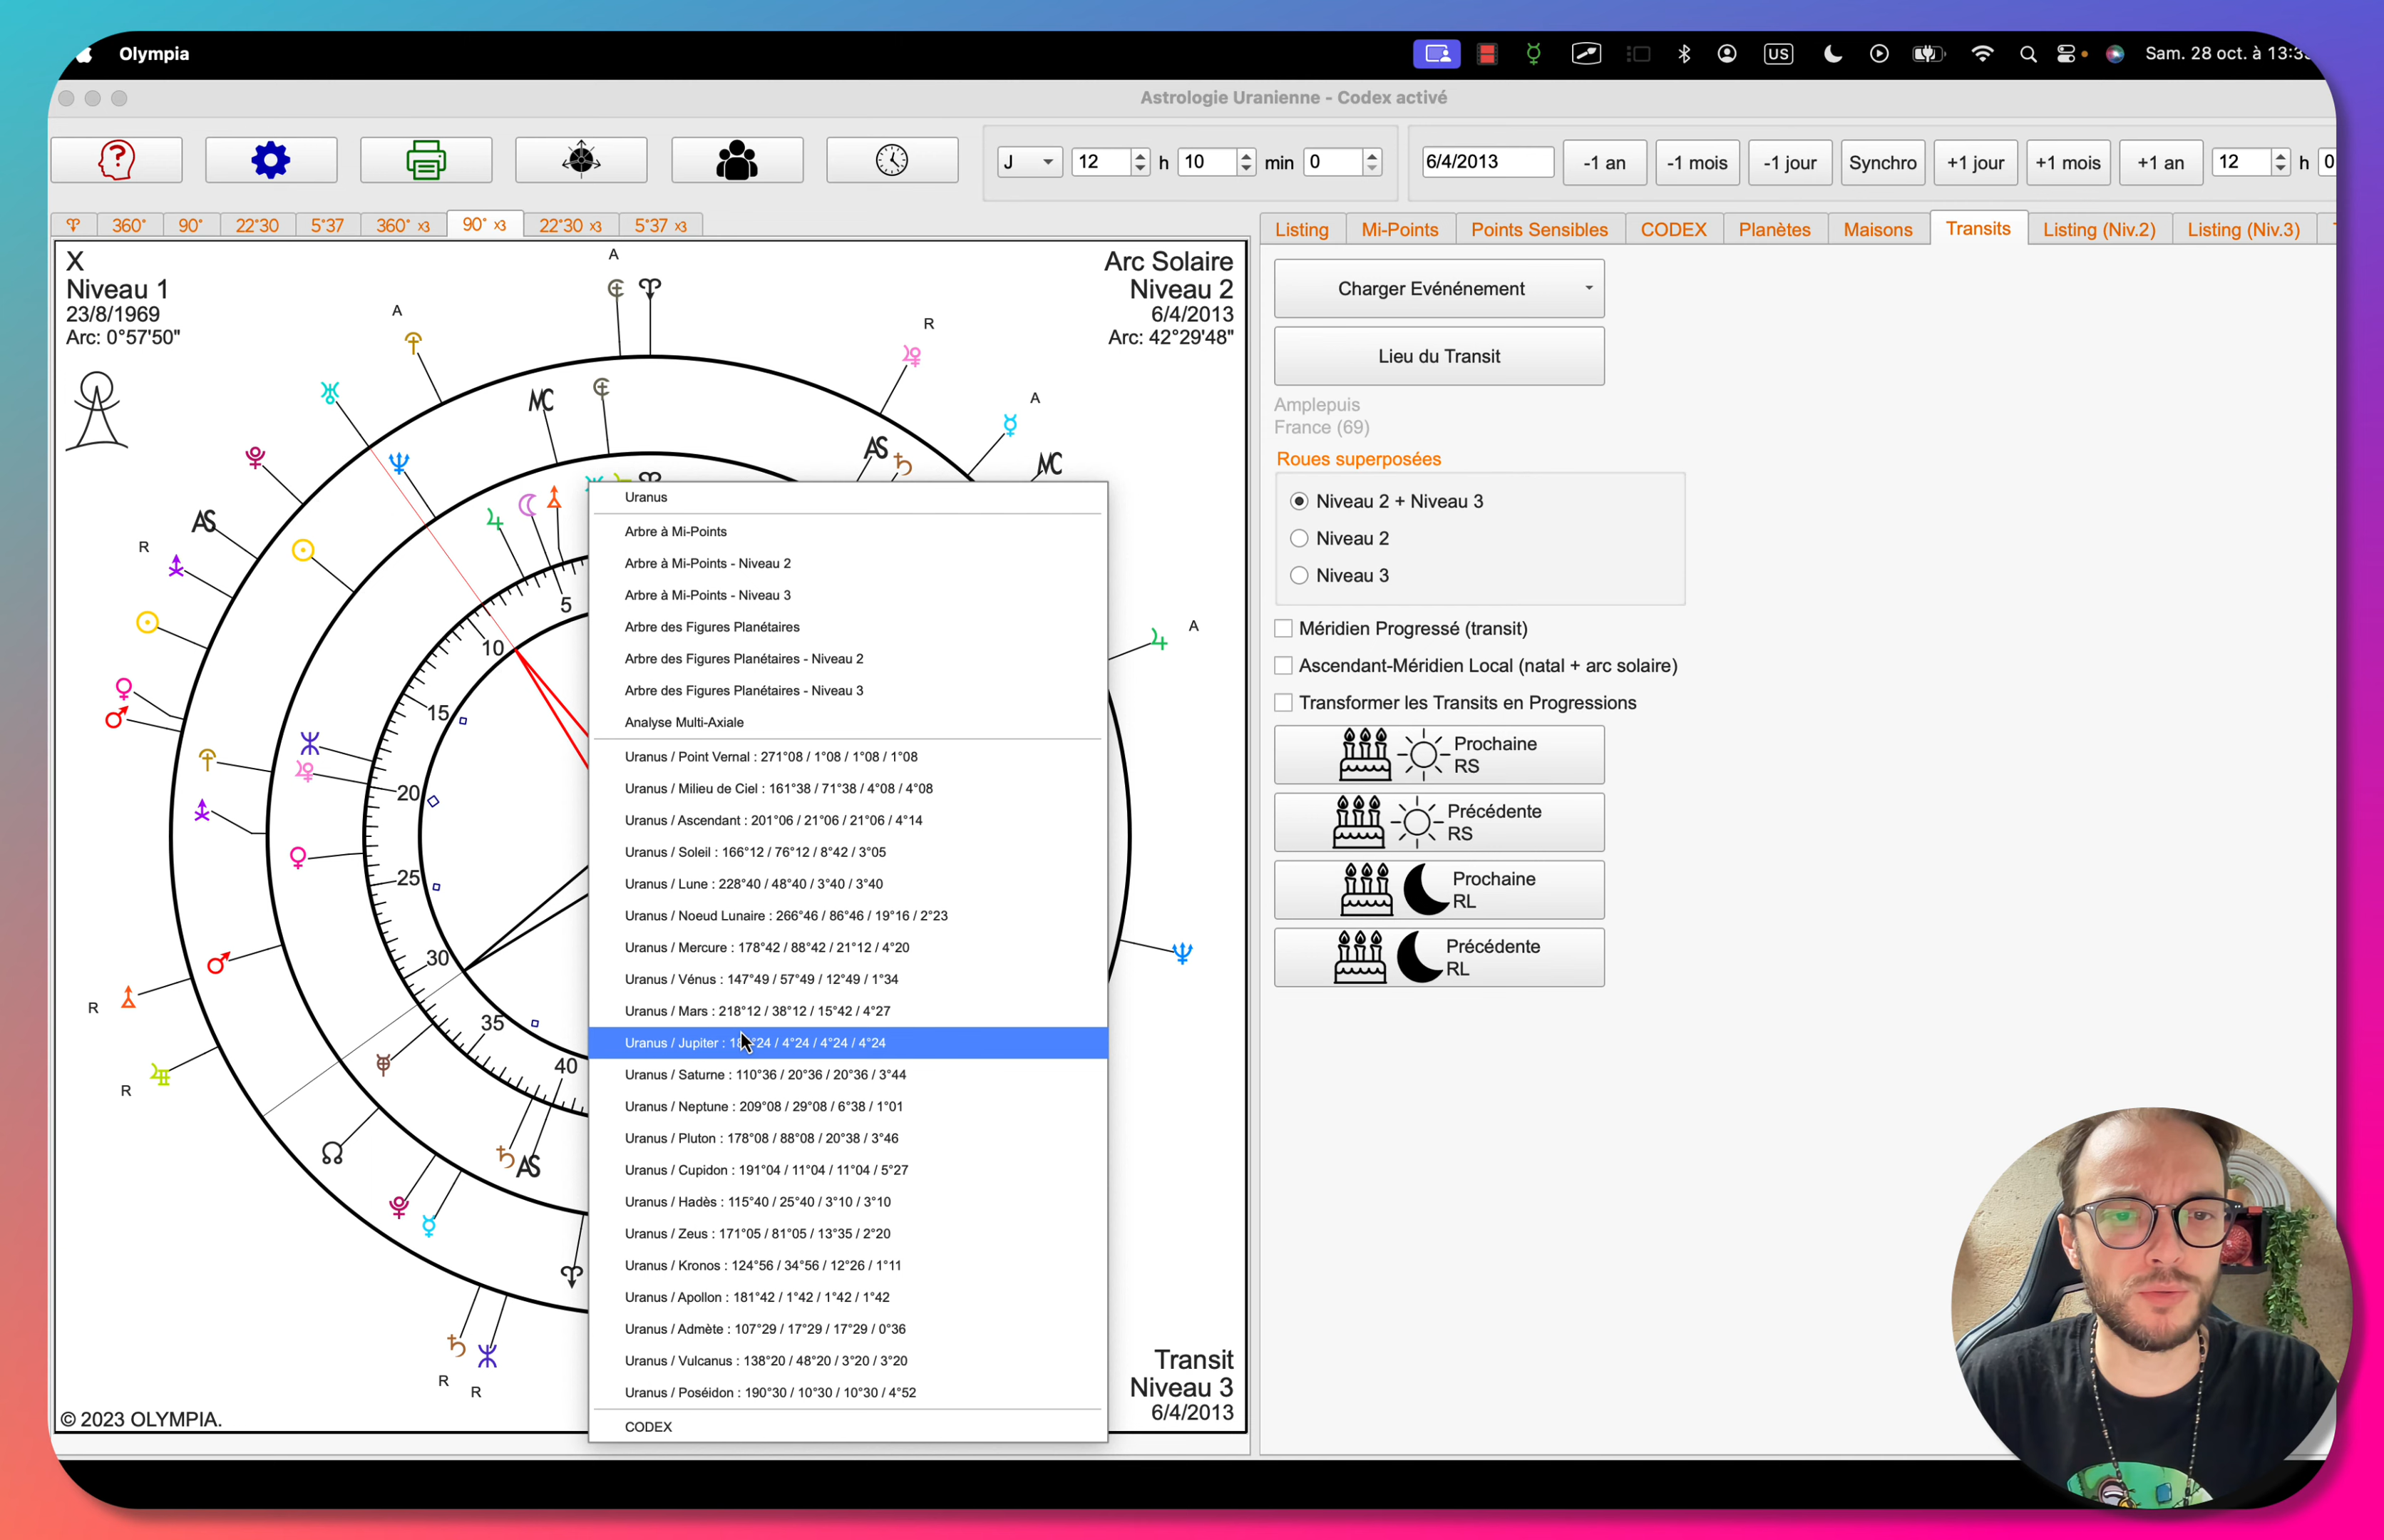 Olympia
US
Sam. 28 oct. à 13:3
Astrologie Uranienne - Codex activé
J
12
h
10
min
0
6/4/2013
-1 an
-1 mois
-1 jour
Synchro
+1 jour
+1 mois
+1 an
12
h
0
360°
90°
22°30
5°37
360° x3
90° x3
22°30 x3
5°37 x3
Listing
Mi-Points
Points Sensibles
CODEX
Planètes
Maisons
Transits
Listing (Niv.2)
Listing (Niv.3)
X
Niveau 1
23/8/1969
Arc: 0°57'50"
Arc Solaire
Niveau 2
6/4/2013
Arc: 42°29'48"
A
A
R
A
MC
AS
MC
AS
R
A
5
10
15
20
25
30
35
40
R
R
AS
R
R
Transit
Niveau 3
6/4/2013
© 2023 OLYMPIA.
Uranus
Arbre à Mi-Points
Arbre à Mi-Points - Niveau 2
Arbre à Mi-Points - Niveau 3
Arbre des Figures Planétaires
Arbre des Figures Planétaires - Niveau 2
Arbre des Figures Planétaires - Niveau 3
Analyse Multi-Axiale
Uranus / Point Vernal : 271°08 / 1°08 / 1°08 / 1°08
Uranus / Milieu de Ciel : 161°38 / 71°38 / 4°08 / 4°08
Uranus / Ascendant : 201°06 / 21°06 / 21°06 / 4°14
Uranus / Soleil : 166°12 / 76°12 / 8°42 / 3°05
Uranus / Lune : 228°40 / 48°40 / 3°40 / 3°40
Uranus / Noeud Lunaire : 266°46 / 86°46 / 19°16 / 2°23
Uranus / Mercure : 178°42 / 88°42 / 21°12 / 4°20
Uranus / Vénus : 147°49 / 57°49 / 12°49 / 1°34
Uranus / Mars : 218°12 / 38°12 / 15°42 / 4°27
Uranus / Jupiter : / 4°24 / 4°24 / 4°24
Uranus / Saturne : 110°36 / 20°36 / 20°36 / 3°44
Uranus / Neptune : 209°08 / 29°08 / 6°38 / 1°01
Uranus / Pluton : 178°08 / 88°08 / 20°38 / 3°46
Uranus / Cupidon : 191°04 / 11°04 / 11°04 / 5°27
Uranus / Hadès : 115°40 / 25°40 / 3°10 / 3°10
Uranus / Zeus : 171°05 / 81°05 / 13°35 / 2°20
Uranus / Kronos : 124°56 / 34°56 / 12°26 / 1°11
Uranus / Apollon : 181°42 / 1°42 / 1°42 / 1°42
Uranus / Admète : 107°29 / 17°29 / 17°29 / 0°36
Uranus / Vulcanus : 138°20 / 48°20 / 3°20 / 3°20
Uranus / Poséidon : 190°30 / 10°30 / 10°30 / 4°52
CODEX
Charger Evénénement
Lieu du Transit
Amplepuis
France (69)
Roues superposées
Niveau 2 + Niveau 3
Niveau 2
Niveau 3
Méridien Progressé (transit)
Ascendant-Méridien Local (natal + arc solaire)
Transformer les Transits en Progressions
Prochaine
RS
Précédente
RS
Prochaine
RL
Précédente
RL